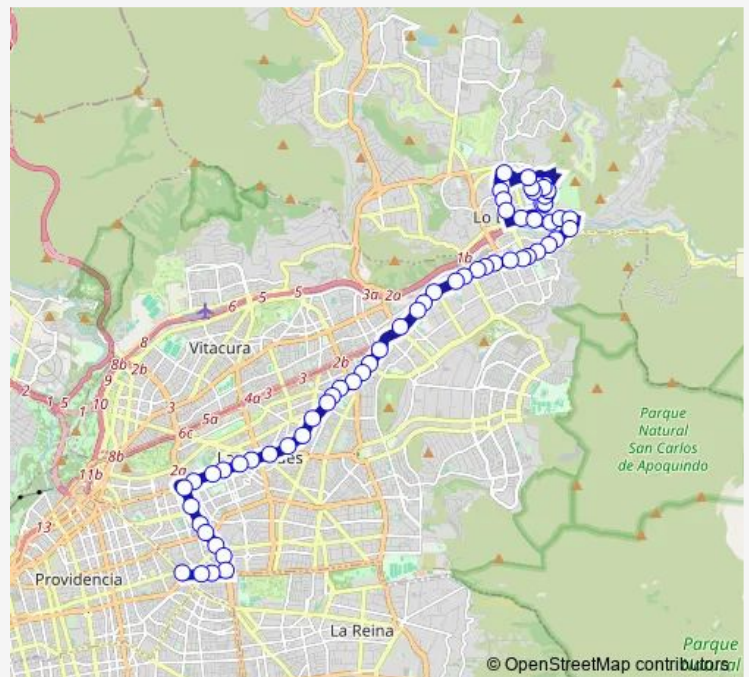 1b
3a
2a
6
5
5
8
Vitacura
8b
2b
9
2b
3
2
1
5
10
3
4a
3
5a
6c
8b
11b
2a
13
Providencia
La Reina
Parque
Natural
San Carlos
de Apoquindo
Parque
© OpenStreetMap contributors